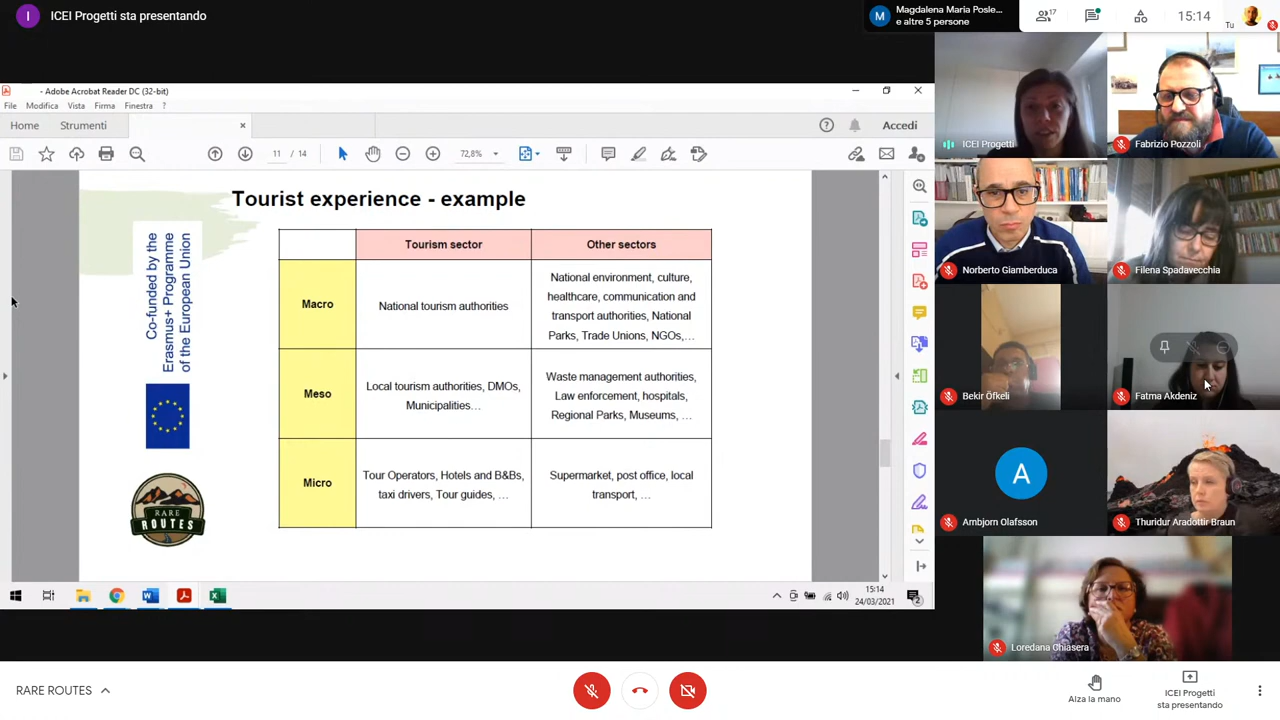 I
ICEI Progetti sta presentando
M
Magdalena Maria Posle...
e altre 5 persone
17
15:14
Tu
- Adobe Acrobat Reader DC (32-bit)
File Modifica Vista Firma Finestra ?
Home Strumenti × Accedi
11 / 14 72,8%
Tourist experience - example
Co-funded by the
Erasmus+ Programme
of the European Union
RARE
ROUTES
Tourism sector Other sectors
Macro
National tourism authorities
National environment, culture,
healthcare, communication and
transport authorities, National
Parks, Trade Unions, NGOs,...
Meso
Local tourism authorities, DMOs,
Municipalities...
Waste management authorities,
Law enforcement, hospitals,
Regional Parks, Museums, ...
Micro
Tour Operators, Hotels and B&Bs,
taxi drivers, Tour guides, ...
Supermarket, post office, local
transport, ...
15:14
24/03/2021
2
ICEI Progetti
Fabrizio Pozzoli
Norberto Giamberduca
Filena Spadavecchia
Bekir Öfkeli
Fatma Akdeniz
A
Ambjorn Olafsson
Thuridur Aradottir Braun
Loredana Chiasera
RARE ROUTES
Alza la mano
ICEI Progetti
sta presentando